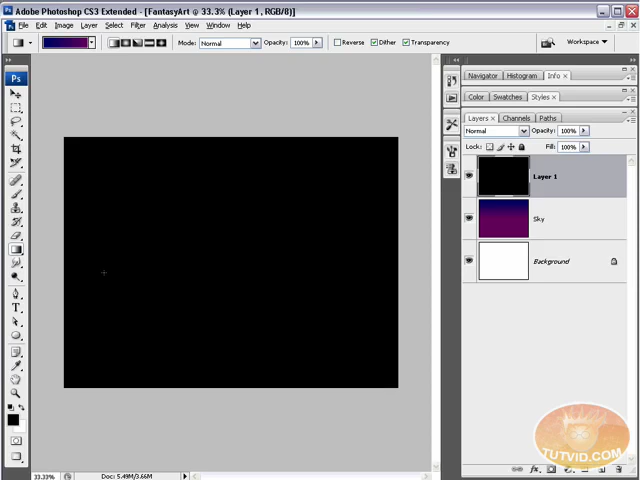 Adobe Photoshop CS3 Extended - [FantasyArt @ 33.3% (Layer 1, RGB/8)]
File Edit Image Layer Select Filter Analysis View Window Help
Mode: Normal Opacity: 100% Reverse Dither Transparency Workspace
Ps
Navigator Histogram Info x
Color Swatches Styles x
Layers x Channels Paths
Normal Opacity: 100%
Lock: Fill: 100%
Layer 1
Sky
Background
T
TUTVID.COM
33.33% Doc: 5.49M/3.66M